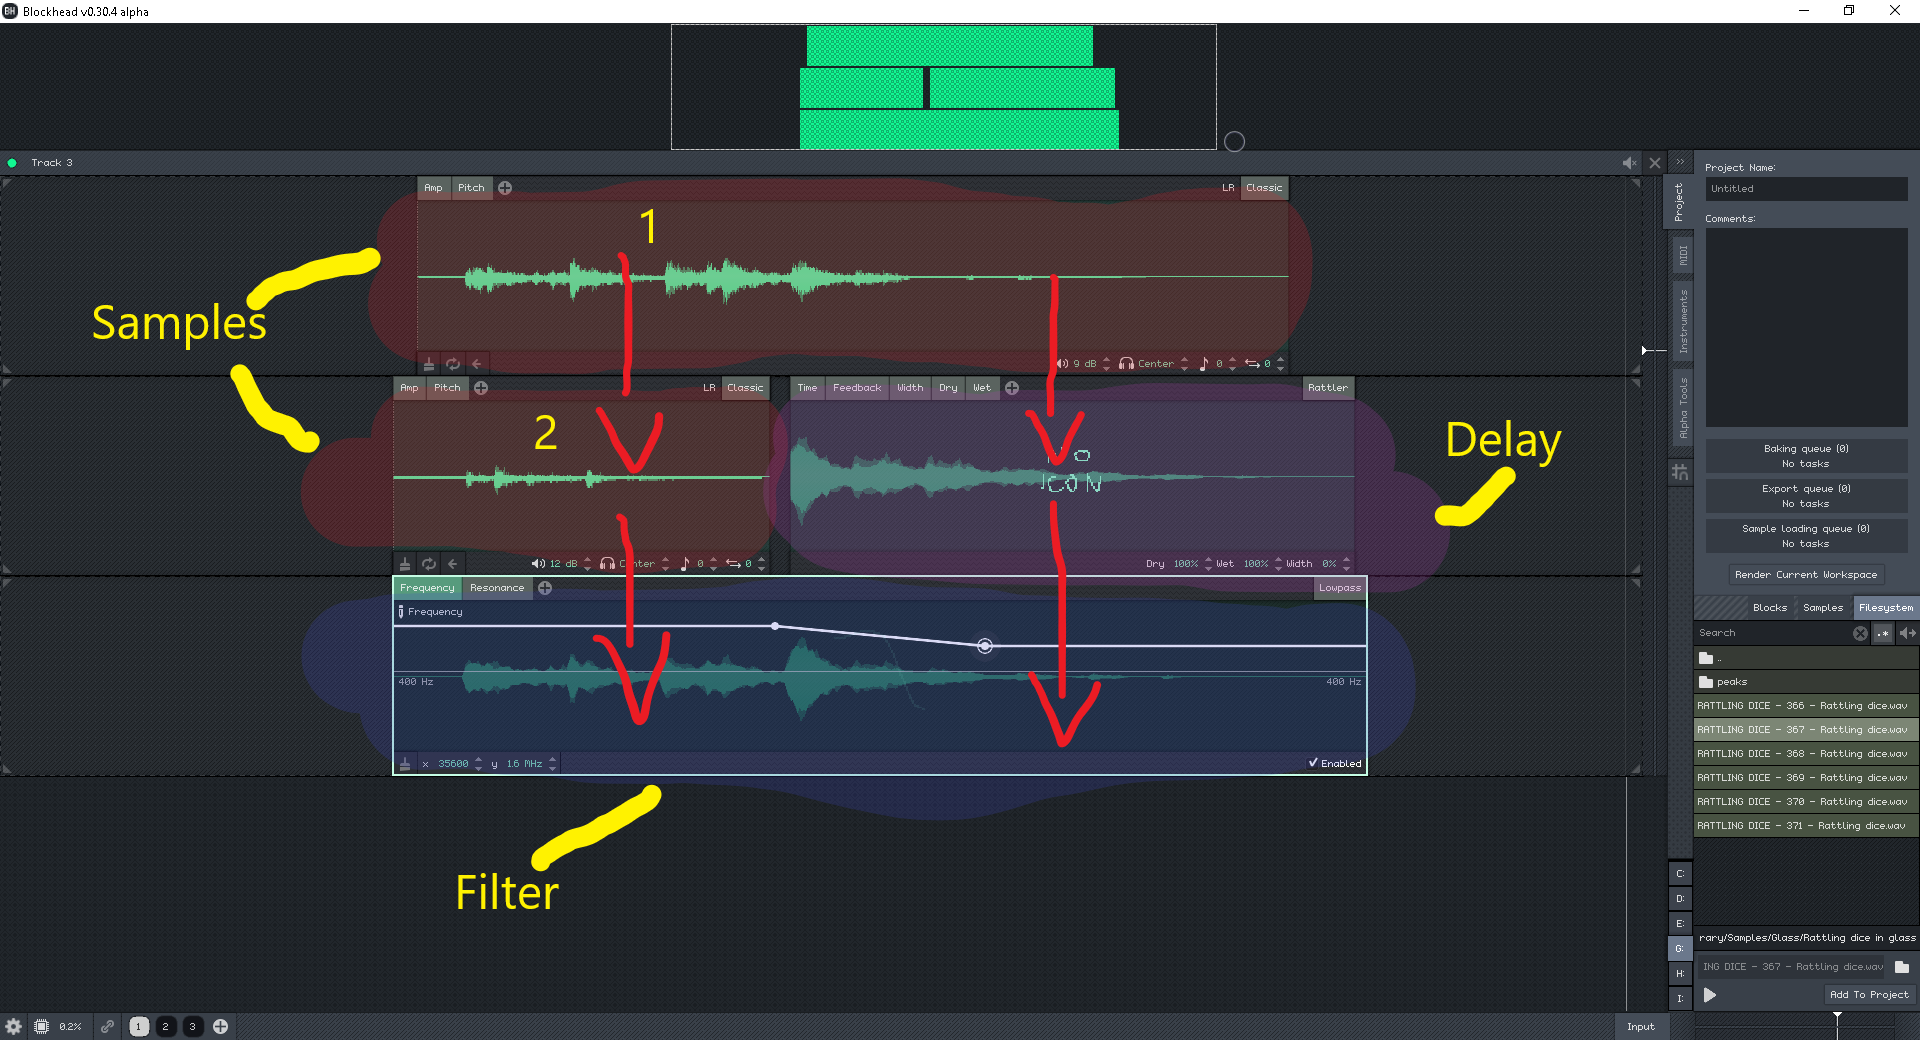 Blockhead v0.30.4 alpha
Track 3
Amp Pitch LR Classic
1
9 dB Center 0 0
Samples
Amp Pitch LR Classic
2
12 dB Center 0 0
Time Feedback Width Dry Wet Rattler
Dry 100% Wet 100% Width 0%
Delay
Frequency Resonance Lowpass
Frequency
400 Hz 400 Hz
x 35600 y 1.6 MHz Enabled
Filter
0.2% 1 2 3 Input
Project
MIDI
Instruments
Alpha Tools
Project Name:
Untitled
Comments:
Baking queue (0)
No tasks
Export queue (0)
No tasks
Sample loading queue (0)
No tasks
Render Current Workspace
Blocks Samples Filesystem
Search .*
..
peaks
RATTLING DICE - 366 - Rattling dice.wav
RATTLING DICE - 367 - Rattling dice.wav
RATTLING DICE - 368 - Rattling dice.wav
RATTLING DICE - 369 - Rattling dice.wav
RATTLING DICE - 370 - Rattling dice.wav
RATTLING DICE - 371 - Rattling dice.wav
C:
D:
E:
G:
H:
I:
rary/Samples/Glass/Rattling dice in glass
ING DICE - 367 - Rattling dice.wav
Add To Project